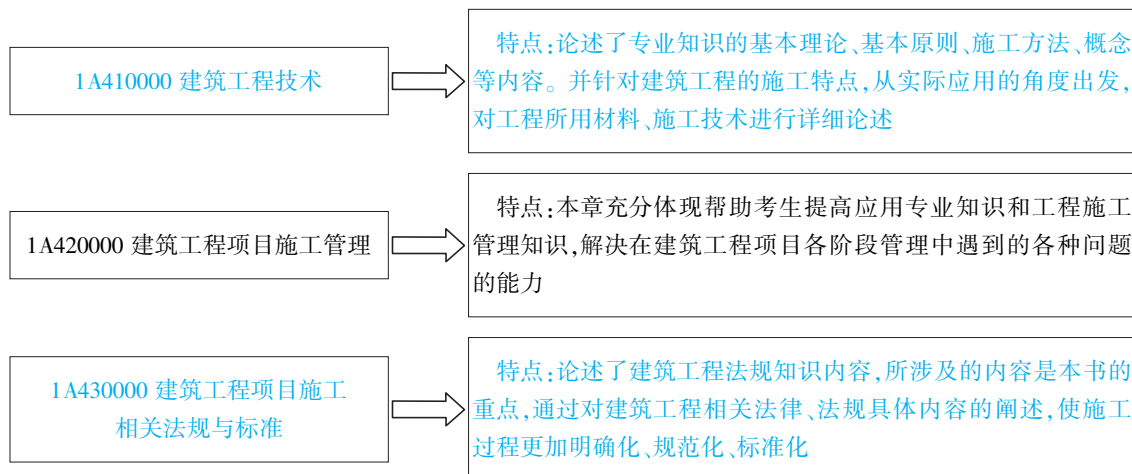 1A410000 建筑工程技术
特点:论述了专业知识的基本理论、基本原则、施工方法、概念
等内容。并针对建筑工程的施工特点,从实际应用的角度出发,
对工程所用材料、施工技术进行详细论述
1A420000 建筑工程项目施工管理
特点:本章充分体现帮助考生提高应用专业知识和工程施工
管理知识,解决在建筑工程项目各阶段管理中遇到的各种问题
的能力
1A430000 建筑工程项目施工
相关法规与标准
特点:论述了建筑工程法规知识内容,所涉及的内容是本书的
重点,通过对建筑工程相关法律、法规具体内容的阐述,使施工
过程更加明确化、规范化、标准化